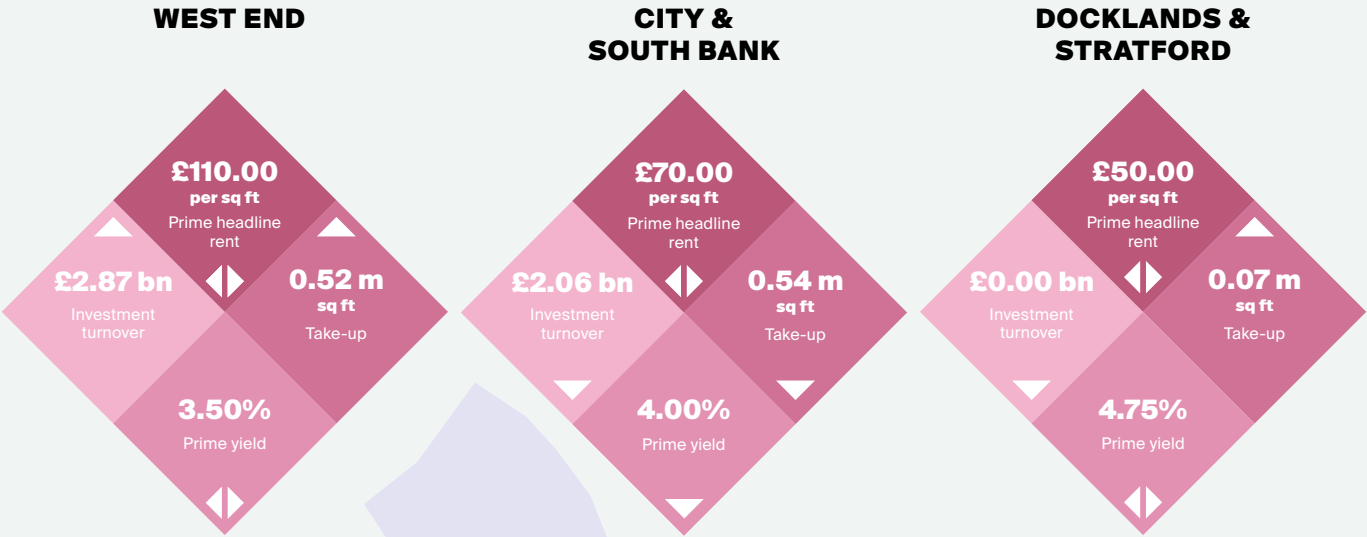 WEST END
£110.00
per sq ft
Prime headline
rent
£2.87 bn
Investment
turnover
0.52 m
sq ft
Take-up
3.50%
Prime yield
CITY &
SOUTH BANK
£70.00
per sq ft
Prime headline
rent
£2.06 bn
Investment
turnover
0.54 m
sq ft
Take-up
4.00%
Prime yield
DOCKLANDS &
STRATFORD
£50.00
per sq ft
Prime headline
rent
£0.00 bn
Investment
turnover
0.07 m
sq ft
Take-up
4.75%
Prime yield